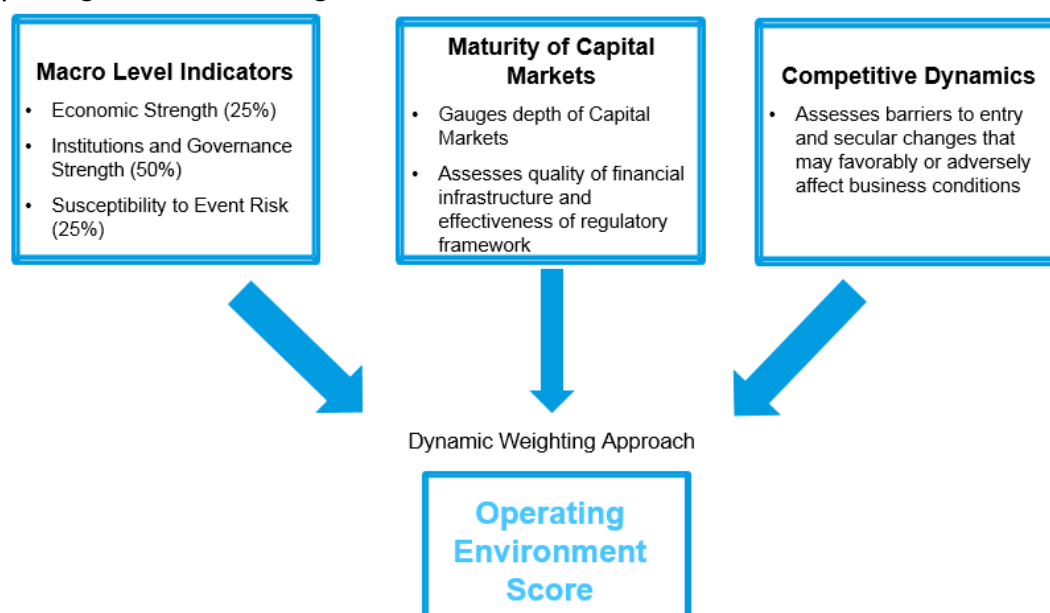 Macro Level Indicators
• Economic Strength (25%)
• Institutions and Governance
Strength (50%)
• Susceptibility to Event Risk
(25%)
Maturity of Capital
Markets
• Gauges depth of Capital
Markets
• Assesses quality of financial
infrastructure and
effectiveness of regulatory
framework
Competitive Dynamics
• Assesses barriers to entry
and secular changes that
may favorably or adversely
affect business conditions
Dynamic Weighting Approach
Operating
Environment
Score